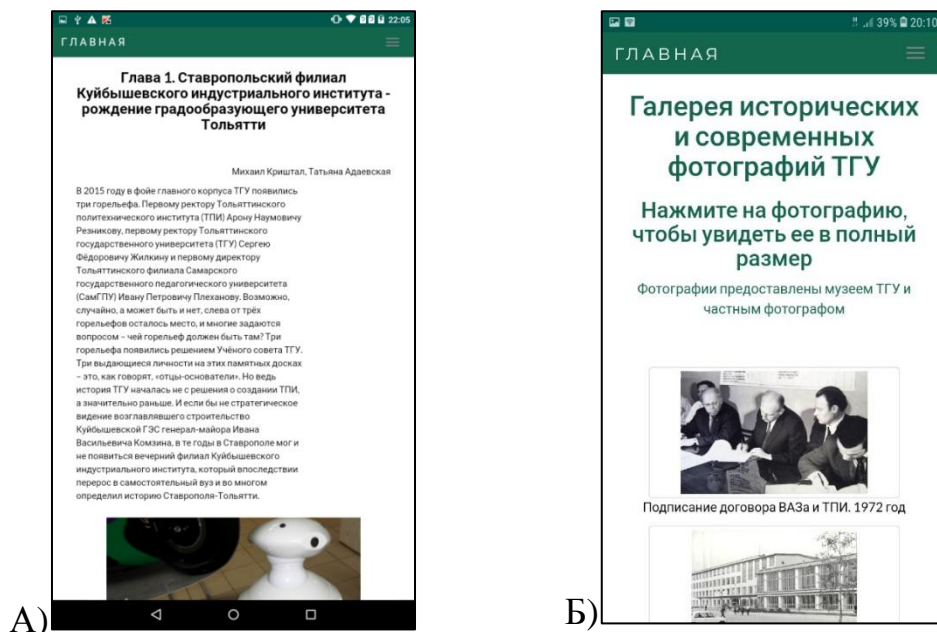 22:05
ГЛАВНАЯ
Глава 1. Ставропольский филиал
Куйбышевского индустриального института -
рождение градообразующего университета
Тольятти
Михаил Криштал, Татьяна Адаевская
В 2015 году в фойе главного корпуса ТГУ появились
три горельефа. Первому ректору Тольяттинского
политехнического института (ТПИ) Арону Наумовичу
Резникову, первому ректору Тольяттинского
государственного университета (ТГУ) Сергею
Фёдоровичу Жилкину и первому директору
Тольяттинского филиала Самарского
государственного педагогического университета
(СамГПУ) Ивану Петровичу Плеханову. Возможно,
случайно, а может быть и нет, слева от трёх
горельефов осталось место, и многие задаются
вопросом – чей горельеф должен быть там? Три
горельефа появились решением Учёного совета ТГУ.
Три выдающиеся личности на этих памятных досках
– это, как говорят, «отцы-основатели». Но ведь
история ТГУ началась не с решения о создании ТПИ,
а значительно раньше. И если бы не стратегическое
видение возглавлявшего строительство
Куйбышевской ГЭС генерал-майора Ивана
Васильевича Комзина, в те годы в Ставрополе мог и
не появиться вечерний филиал Куйбышевского
индустриального института, который впоследствии
перерос в самостоятельный вуз и во многом
определил историю Ставрополя-Тольятти.
А)
39% 20:10
ГЛАВНАЯ
Галерея исторических
и современных
фотографий ТГУ
Нажмите на фотографию,
чтобы увидеть ее в полный
размер
Фотографии предоставлены музеем ТГУ и
частным фотографом
Подписание договора ВАЗа и ТПИ. 1972 год
Б)